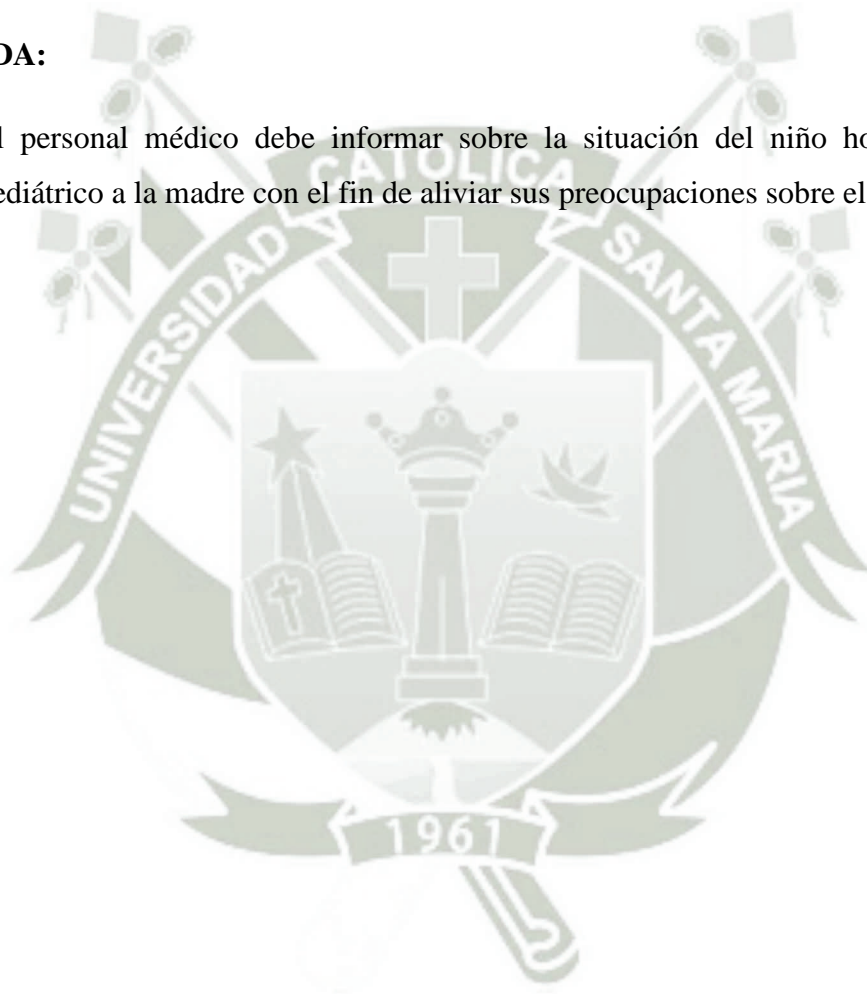 DA:
l personal médico debe informar sobre la situación del niño ho
ediátrico a la madre con el fin de aliviar sus preocupaciones sobre el
UNIVERSIDAD CATOLICA SANTA MARIA
1961